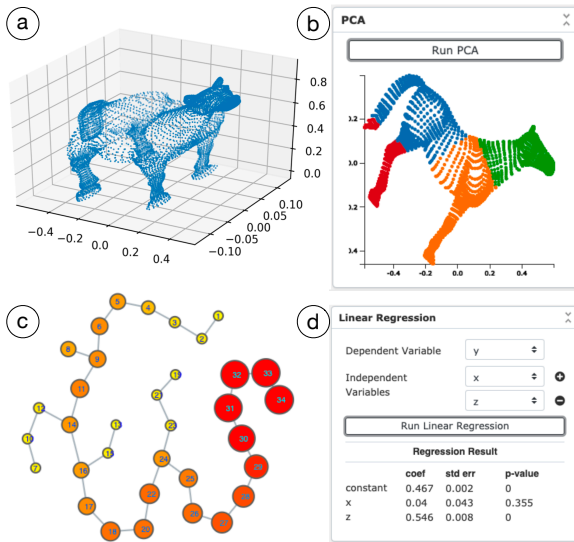 a
0.8
0.6
0.4
0.2
0.0
−0.4
−0.2
0.0
0.2
0.4
−0.10
−0.05
0.00
0.05
0.10
b
PCA
Run PCA
-0.4 -0.2 0.0 0.2 0.4
c
5
4
1
3
6
2
8
9
32
33
11
34
31
14
30
24
16
29
7
25
28
17
22
26
27
18
20
d
Linear Regression
Dependent Variable y
Independent Variables x
z
Run Linear Regression
Regression Result
coef std err p-value
constant 0.467 0.002 0
x 0.04 0.043 0.355
z 0.546 0.008 0